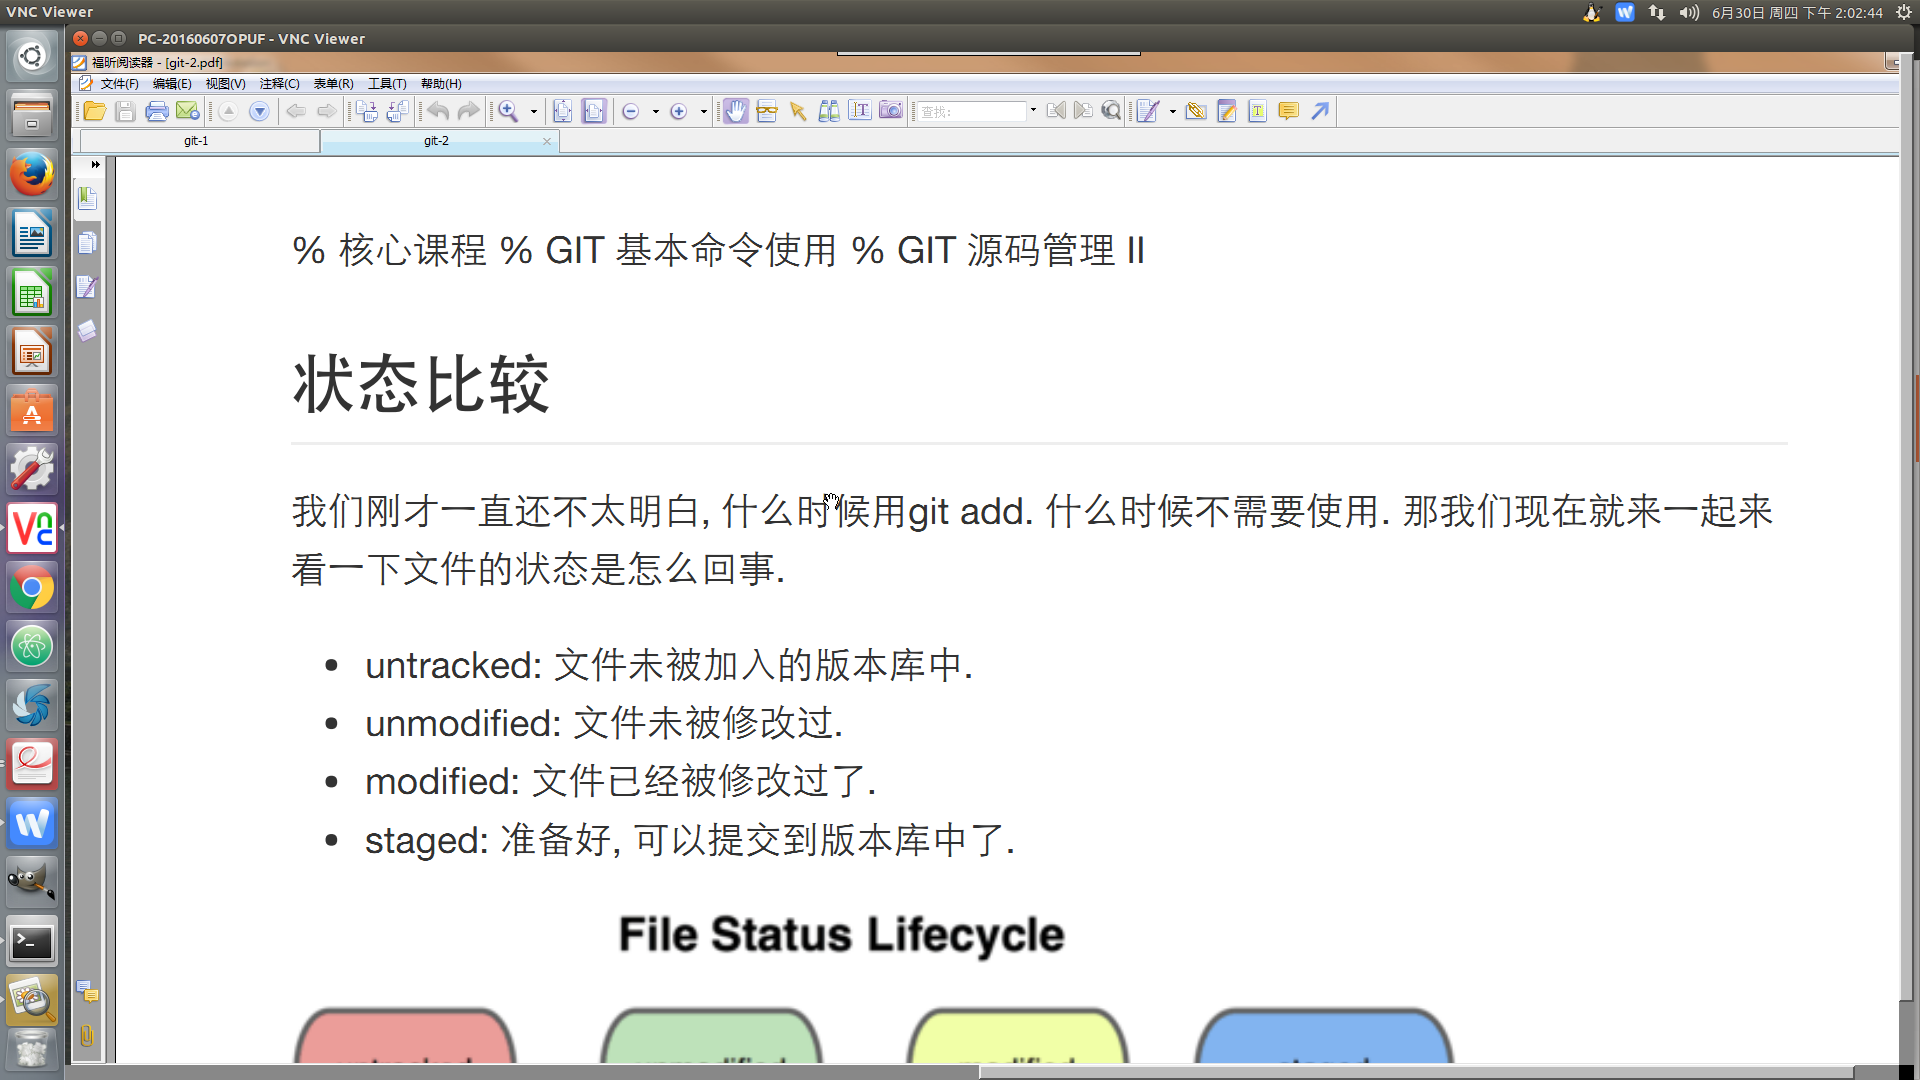 VNC Viewer
6月30日 周四 下午 2:02:44
PC-20160607OPUF - VNC Viewer
福昕阅读器 - [git-2.pdf]
文件(F) 编辑(E) 视图(V) 注释(C) 表单(R) 工具(T) 帮助(H)
查找:
git-1 git-2
% 核心课程 % GIT 基本命令使用 % GIT 源码管理 II
状态比较
我们刚才一直还不太明白, 什么时候用git add. 什么时候不需要使用. 那我们现在就来一起来
看一下文件的状态是怎么回事.
• untracked: 文件未被加入的版本库中.
• unmodified: 文件未被修改过.
• modified: 文件已经被修改过了.
• staged: 准备好, 可以提交到版本库中了.
File Status Lifecycle
untracked unmodified modified staged